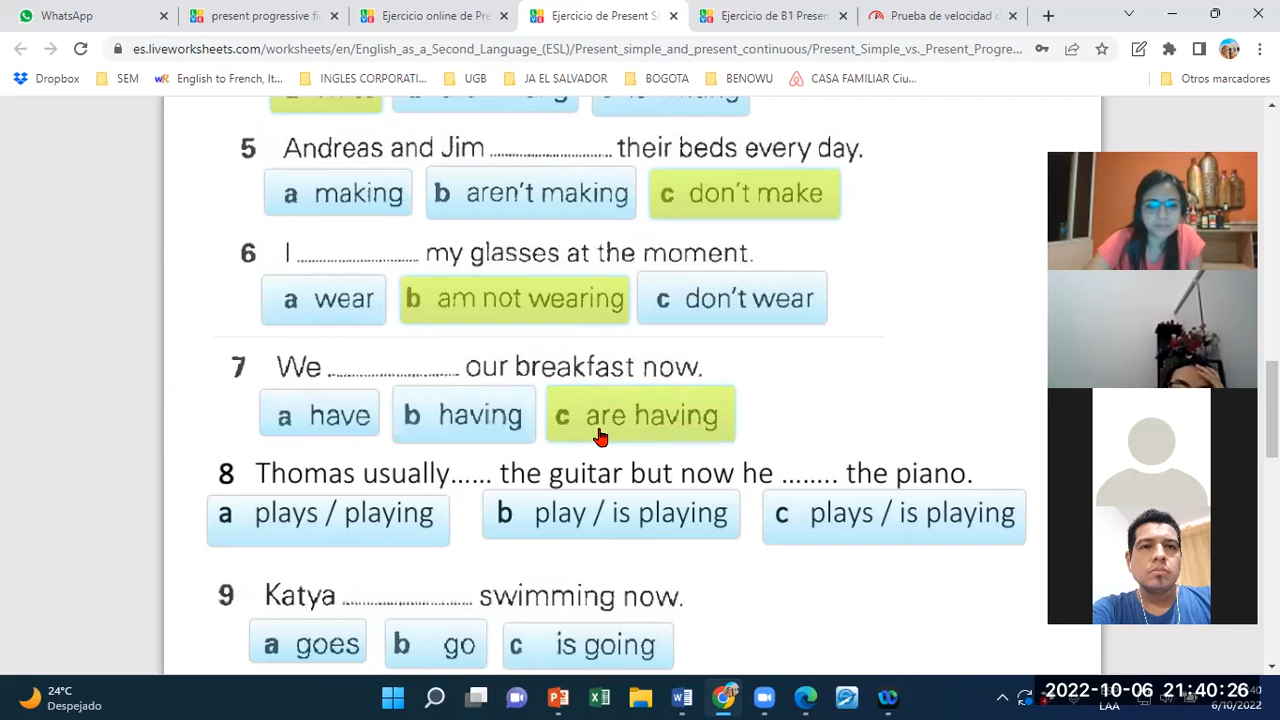 WhatsApp
present progressive fi
Ejercicio online de Pre
Ejercicio de Present Si
Ejercicio de B1 Presen
Prueba de velocidad d
es.liveworksheets.com/worksheets/en/English_as_a_Second_Language_(ESL)/Present_simple_and_present_continuous/Present_Simple_vs._Present_Progre...
Dropbox
SEM
English to French, It...
INGLES CORPORATI...
UGB
JA EL SALVADOR
BOGOTA
BENOWU
CASA FAMILIAR Ciu...
Otros marcadores
5 Andreas and Jim .......................... their beds every day.
a making b aren't making c don't make
6 I .......................... my glasses at the moment.
a wear b am not wearing c don't wear
7 We .......................... our breakfast now.
a have b having c are having
8 Thomas usually...... the guitar but now he ........ the piano.
a plays / playing b play / is playing c plays / is playing
9 Katya .......................... swimming now.
a goes b go c is going
24°C
Despejado
LAA
2022-10-06 21:40:26
6/10/2022